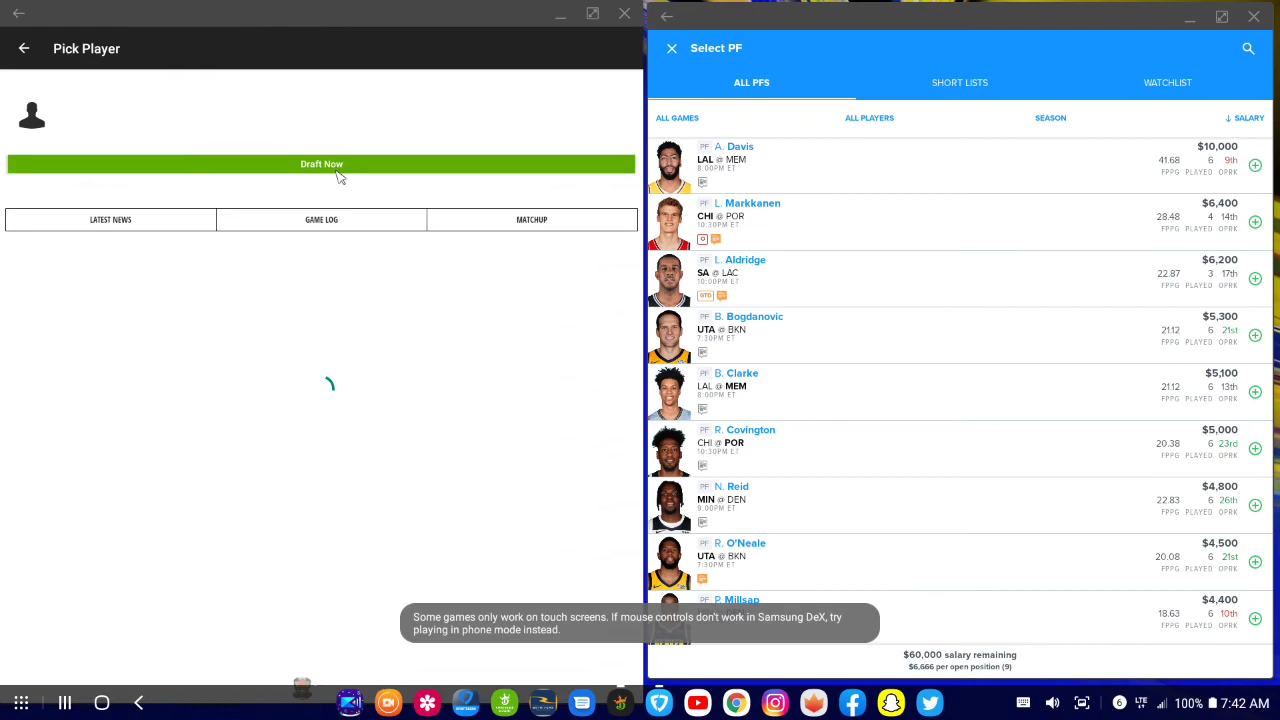 Pick Player
Draft Now
LATEST NEWS
GAME LOG
MATCHUP
Select PF
ALL PFS
SHORT LISTS
WATCHLIST
ALL GAMES
ALL PLAYERS
SEASON
↓ SALARY
PF A. Davis $10,000
LAL @ MEM 41.68 6 9th
8:00PM ET FPPG PLAYED OPRK
PF L. Markkanen $6,400
CHI @ POR 28.48 4 14th
10:30PM ET FPPG PLAYED OPRK
O
PF L. Aldridge $6,200
SA @ LAC 22.87 3 17th
10:00PM ET FPPG PLAYED OPRK
GTD
PF B. Bogdanovic $5,300
UTA @ BKN 21.12 6 21st
7:30PM ET FPPG PLAYED OPRK
PF B. Clarke $5,100
LAL @ MEM 21.12 6 13th
8:00PM ET FPPG PLAYED OPRK
PF R. Covington $5,000
CHI @ POR 20.38 6 23rd
10:30PM ET FPPG PLAYED OPRK
PF N. Reid $4,800
MIN @ DEN 22.83 6 26th
9:00PM ET FPPG PLAYED OPRK
PF R. O'Neale $4,500
UTA @ BKN 20.08 6 21st
7:30PM ET FPPG PLAYED OPRK
PF P. Millsap $4,400
18.63 6 10th
FPPG PLAYED OPRK
Some games only work on touch screens. If mouse controls don't work in Samsung DeX, try
playing in phone mode instead.
$60,000 salary remaining
$6,666 per open position (9)
6 LTE 100% 7:42 AM